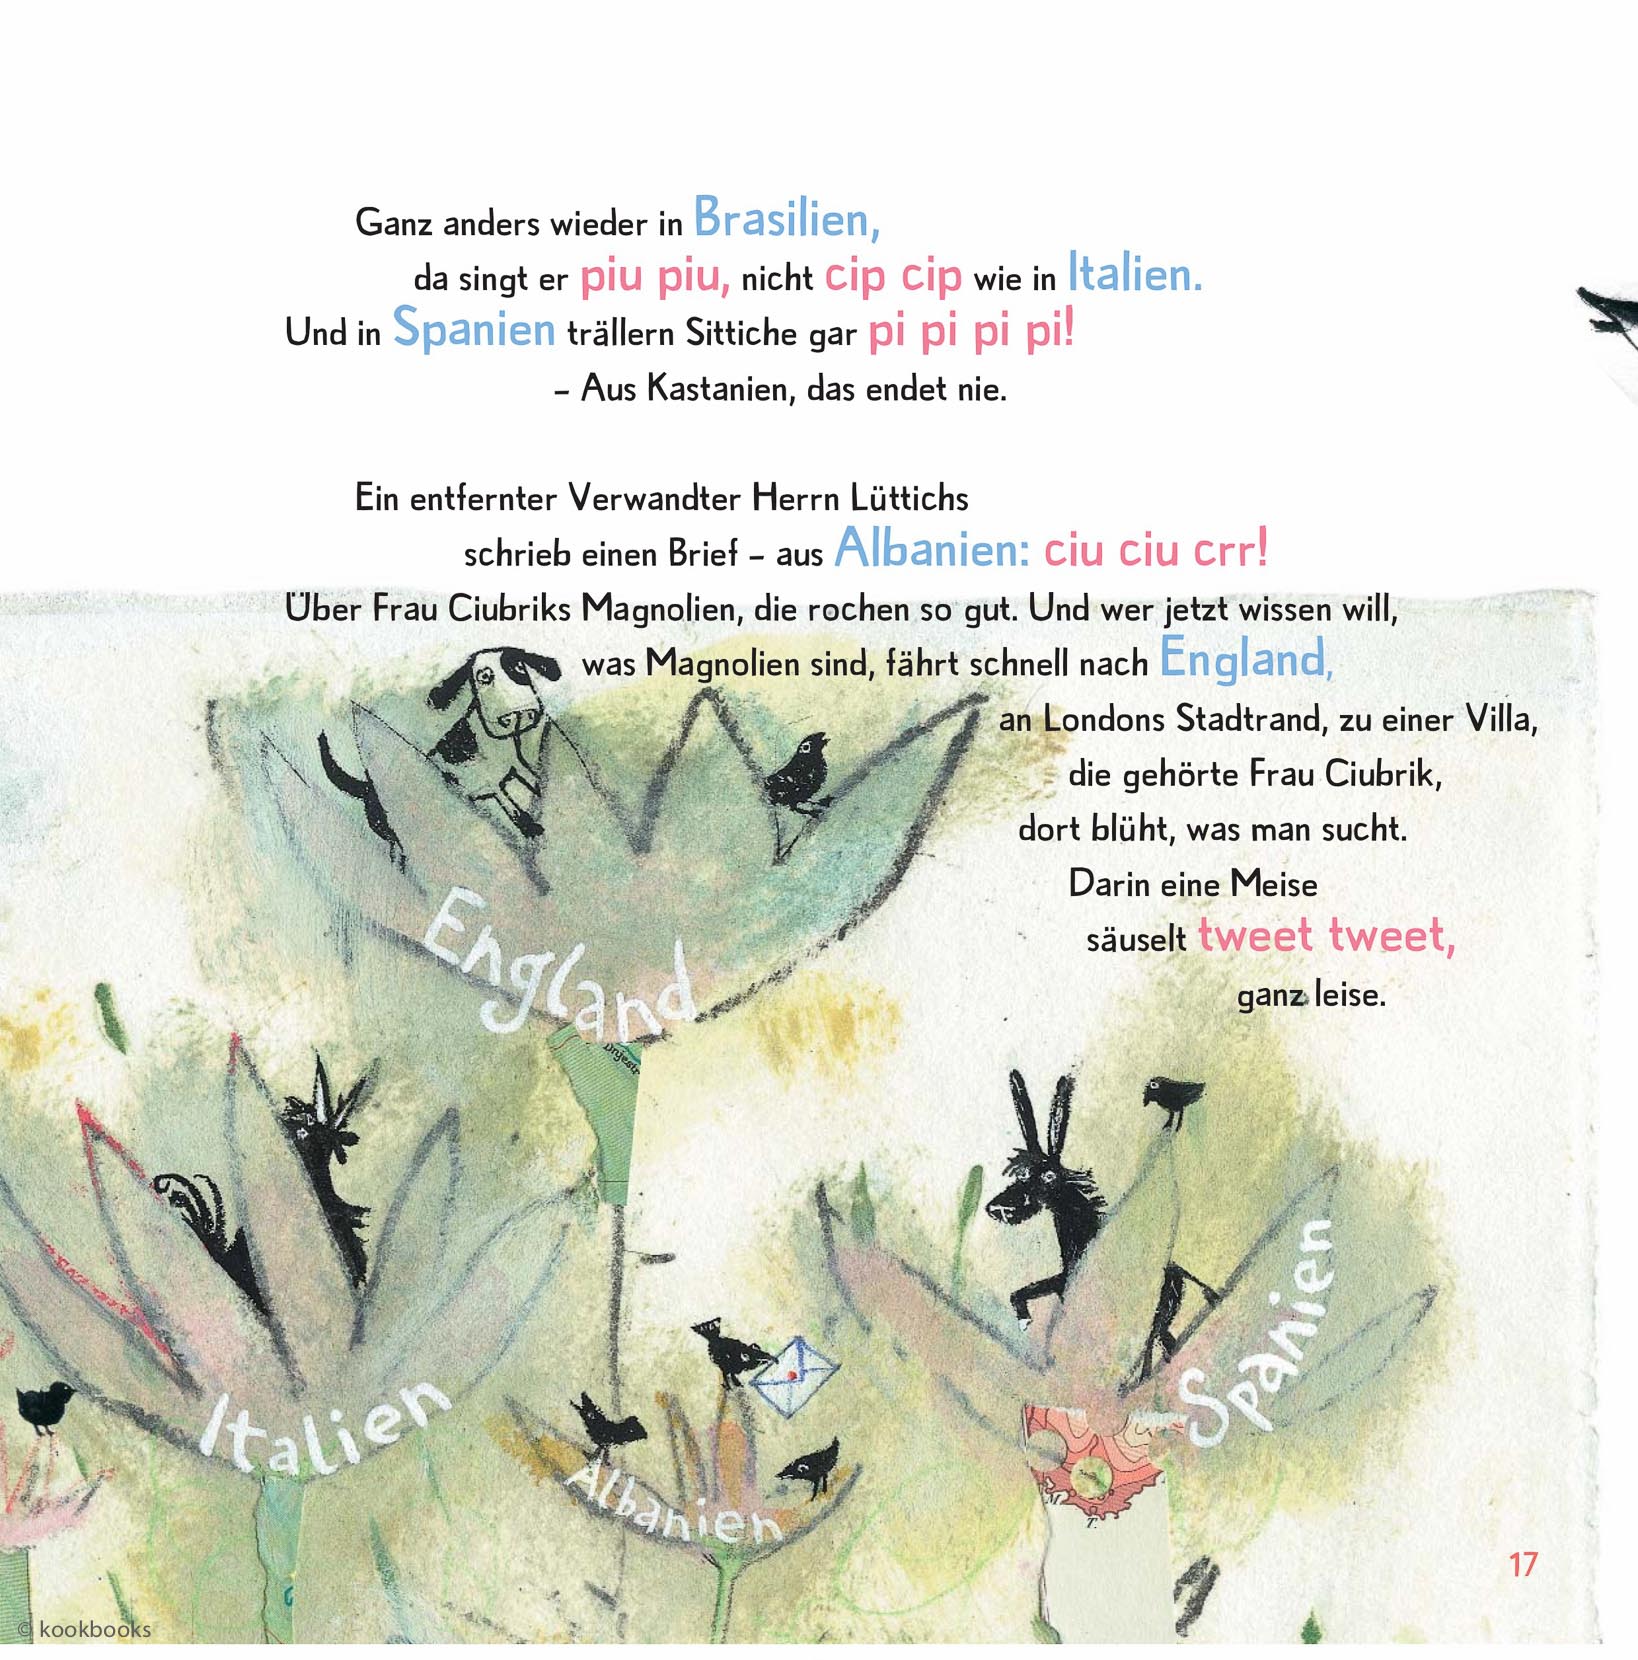 Ganz anders wieder in Brasilien,
da singt er piu piu, nicht cip cip wie in Italien.
Und in Spanien trällern Sittiche gar pi pi pi pi!
– Aus Kastanien, das endet nie.
Ein entfernter Verwandter Herrn Lüttichs
schrieb einen Brief – aus Albanien: ciu ciu crr!
Über Frau Ciubriks Magnolien, die rochen so gut. Und wer jetzt wissen will,
was Magnolien sind, fährt schnell nach England,
an Londons Stadtrand, zu einer Villa,
die gehörte Frau Ciubrik,
dort blüht, was man sucht.
Darin eine Meise
säuselt tweet tweet,
ganz leise.
England
Dnjestr
Italien
Albanien
Spanien
M.
T.
17
© kookbooks